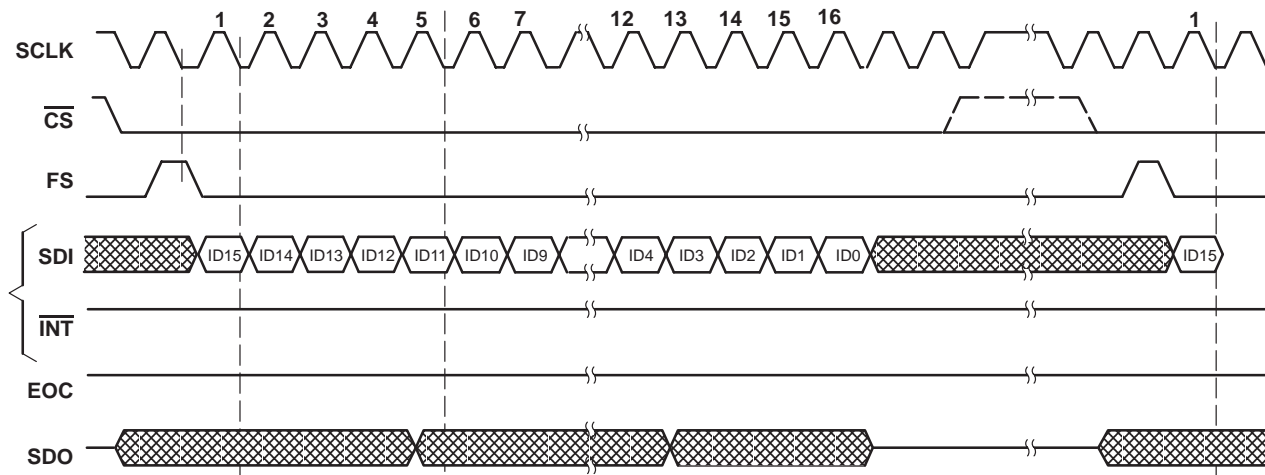 1 2 3 4 5 6 7 12 13 14 15 16 1
SCLK
CS
FS
SDI ID15 ID14 ID13 ID12 ID11 ID10 ID9 ID4 ID3 ID2 ID1 ID0 ID15
INT
EOC
SDO